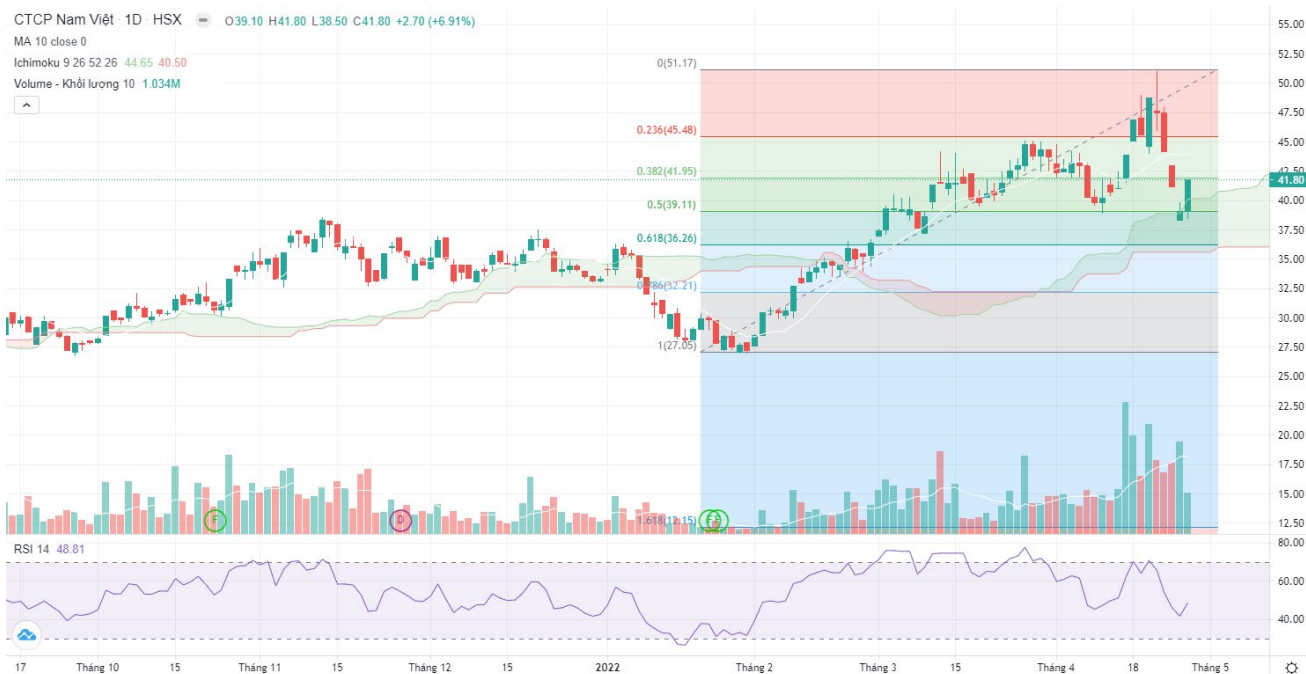 CTCP Nam Việt · 1D · HSX O39.10 H41.80 L38.50 C41.80 +2.70 (+6.91%)
MA 10 close 0
Ichimoku 9 26 52 26 44.65 40.50
Volume - Khối lượng 10 1.034M
0(51.17)
0.236(45.48)
0.382(41.95)
0.5(39.11)
0.618(36.26)
0.786(32.21)
1(27.05)
1.618(12.15)
F
D
F
E
55.00
52.50
50.00
47.50
45.00
41.80
40.00
37.50
35.00
32.50
30.00
27.50
25.00
22.50
20.00
17.50
15.00
12.50
RSI 14 48.81
80.00
60.00
40.00
17 Tháng 10 15 Tháng 11 15 Tháng 12 15 2022 Tháng 2 Tháng 3 15 Tháng 4 18 Tháng 5